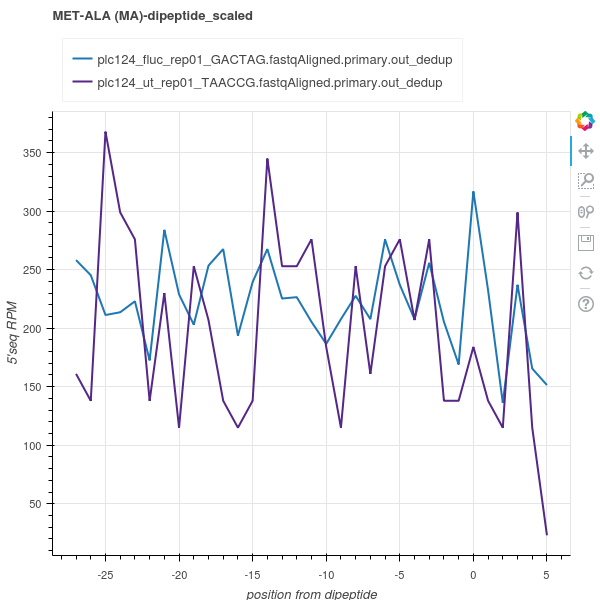 MET-ALA (MA)-dipeptide_scaled
plc124_fluc_rep01_GACTAG.fastqAligned.primary.out_dedup
plc124_ut_rep01_TAACCG.fastqAligned.primary.out_dedup
350
300
250
200
150
100
50
5'seq RPM
-25 -20 -15 -10 -5 0 5
position from dipeptide